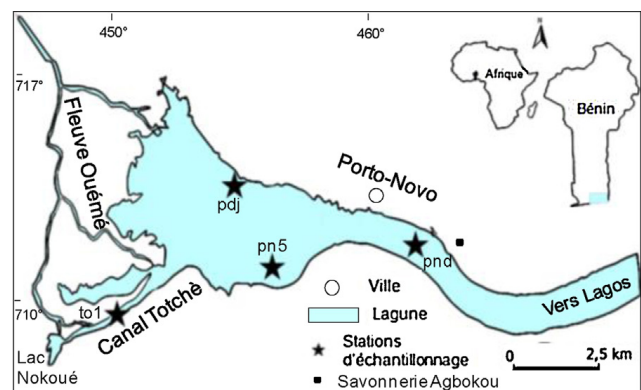 450°
460°
N
717°
Afrique
Bénin
Fleuve Ouémé
Porto-Novo
pdj
pn5
pnd
Ville
710°
to1
Canal Totchè
Lagune
Vers Lagos
Lac
Nokoué
Stations
d'échantillonnage
0 2,5 km
Savonnerie Agbokou